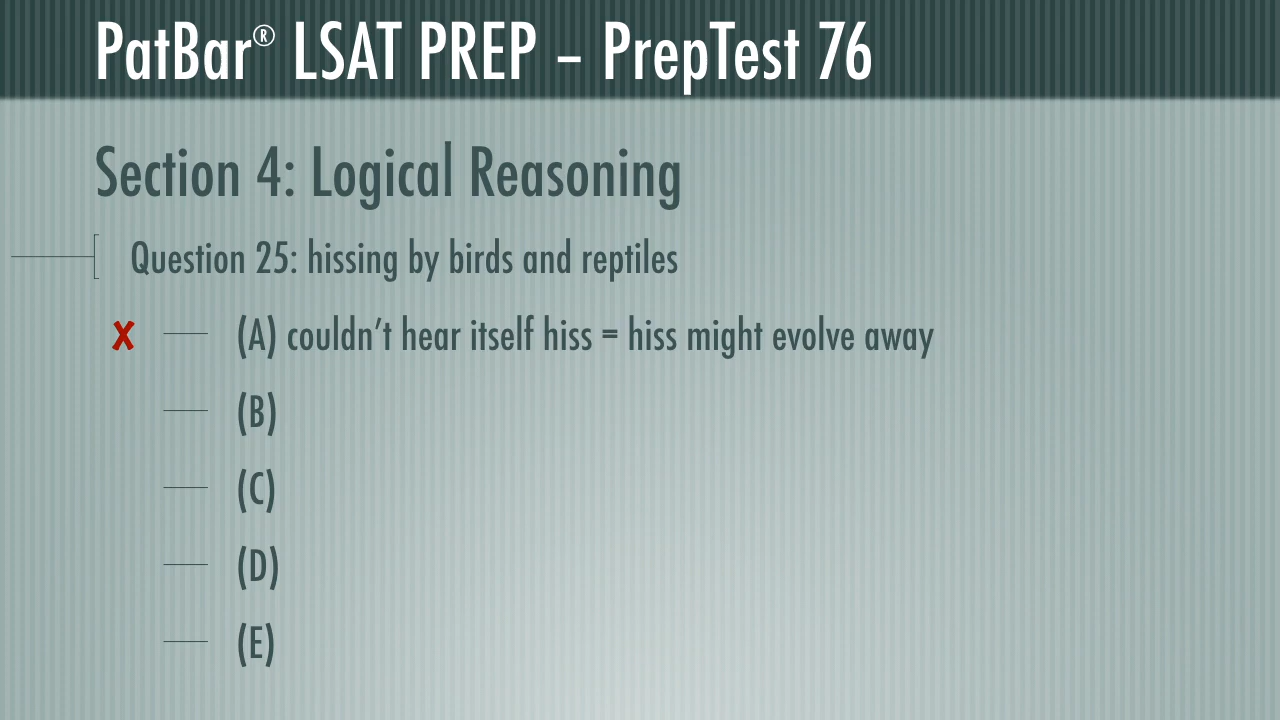 PatBar® LSAT PREP – PrepTest 76
Section 4: Logical Reasoning
Question 25: hissing by birds and reptiles
✗ (A) couldn’t hear itself hiss = hiss might evolve away
(B)
(C)
(D)
(E)